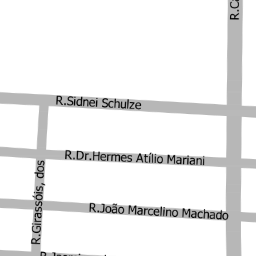 R.Sidnei Schulze
R.Dr.Hermes Atílio Mariani
R.Girassóis, dos
R.João Marcelino Machado